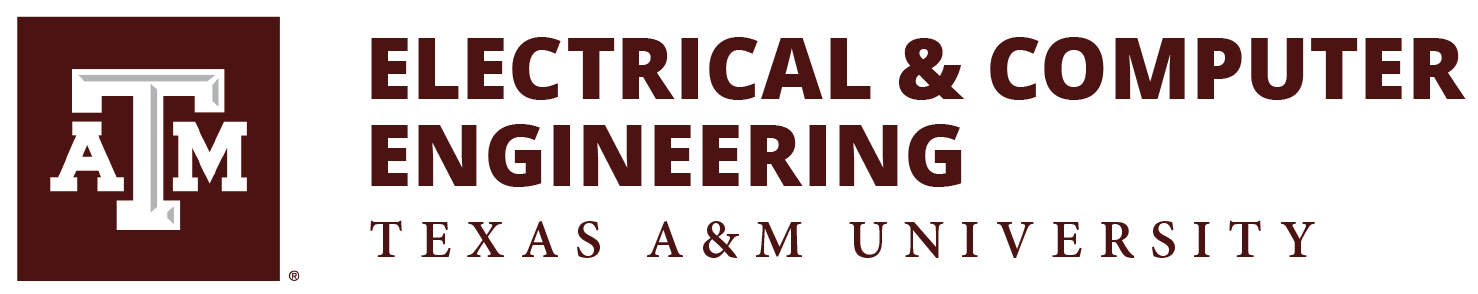 ATM
®
ELECTRICAL & COMPUTER
ENGINEERING
TEXAS A&M UNIVERSITY